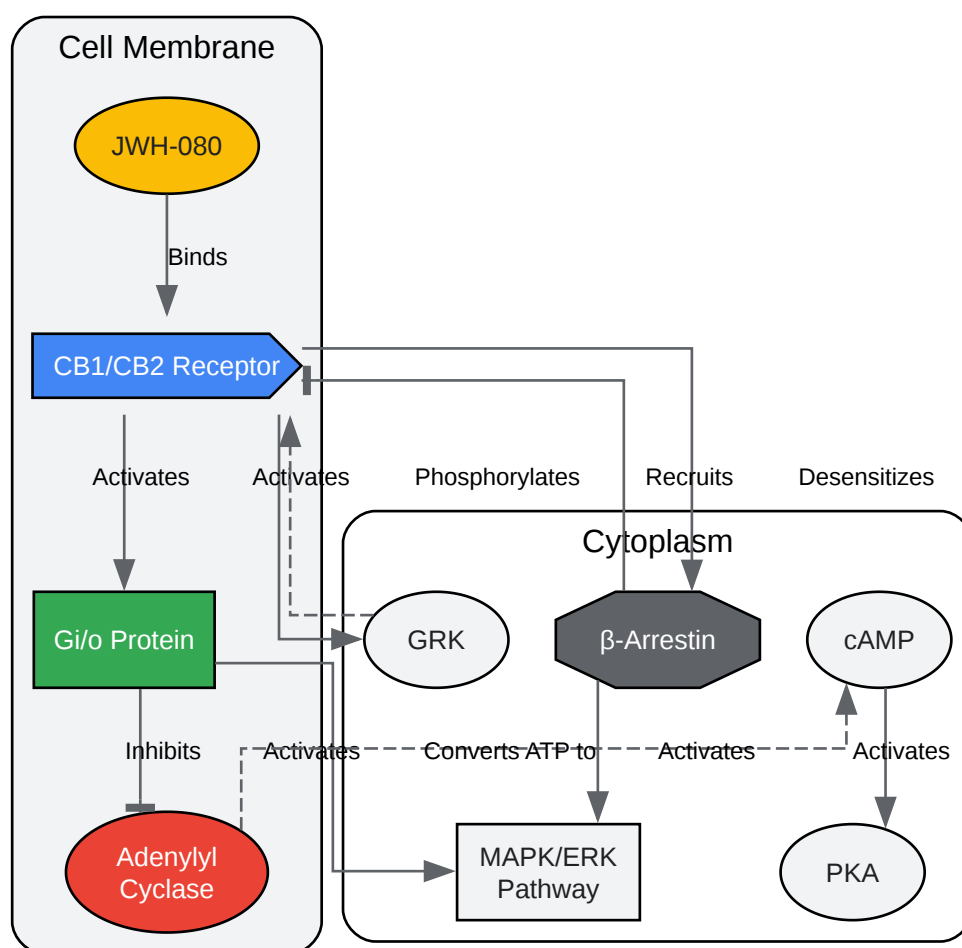 Cell Membrane
JWH-080
Binds
CB1/CB2 Receptor
Activates
Activates
Phosphorylates
Recruits
Desensitizes
Cytoplasm
Gi/o Protein
GRK
β-Arrestin
cAMP
Inhibits
Activates
Converts ATP to
Activates
Activates
Adenylyl
Cyclase
MAPK/ERK
Pathway
PKA